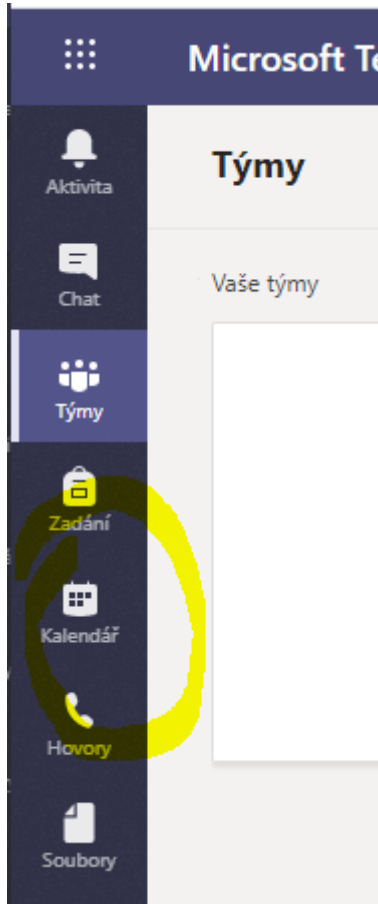 Microsoft Te
Aktivita
Týmy
Chat
Vaše týmy
Týmy
Zadání
Kalendář
Hovory
Soubory